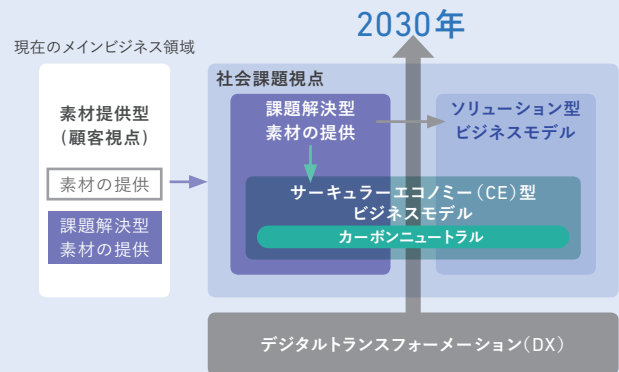 2030年
現在のメインビジネス領域
素材提供型
(顧客視点)
素材の提供
課題解決型
素材の提供
社会課題視点
課題解決型
素材の提供
ソリューション型
ビジネスモデル
サーキュラーエコノミー(CE)型
ビジネスモデル
カーボンニュートラル
デジタルトランスフォーメーション(DX)